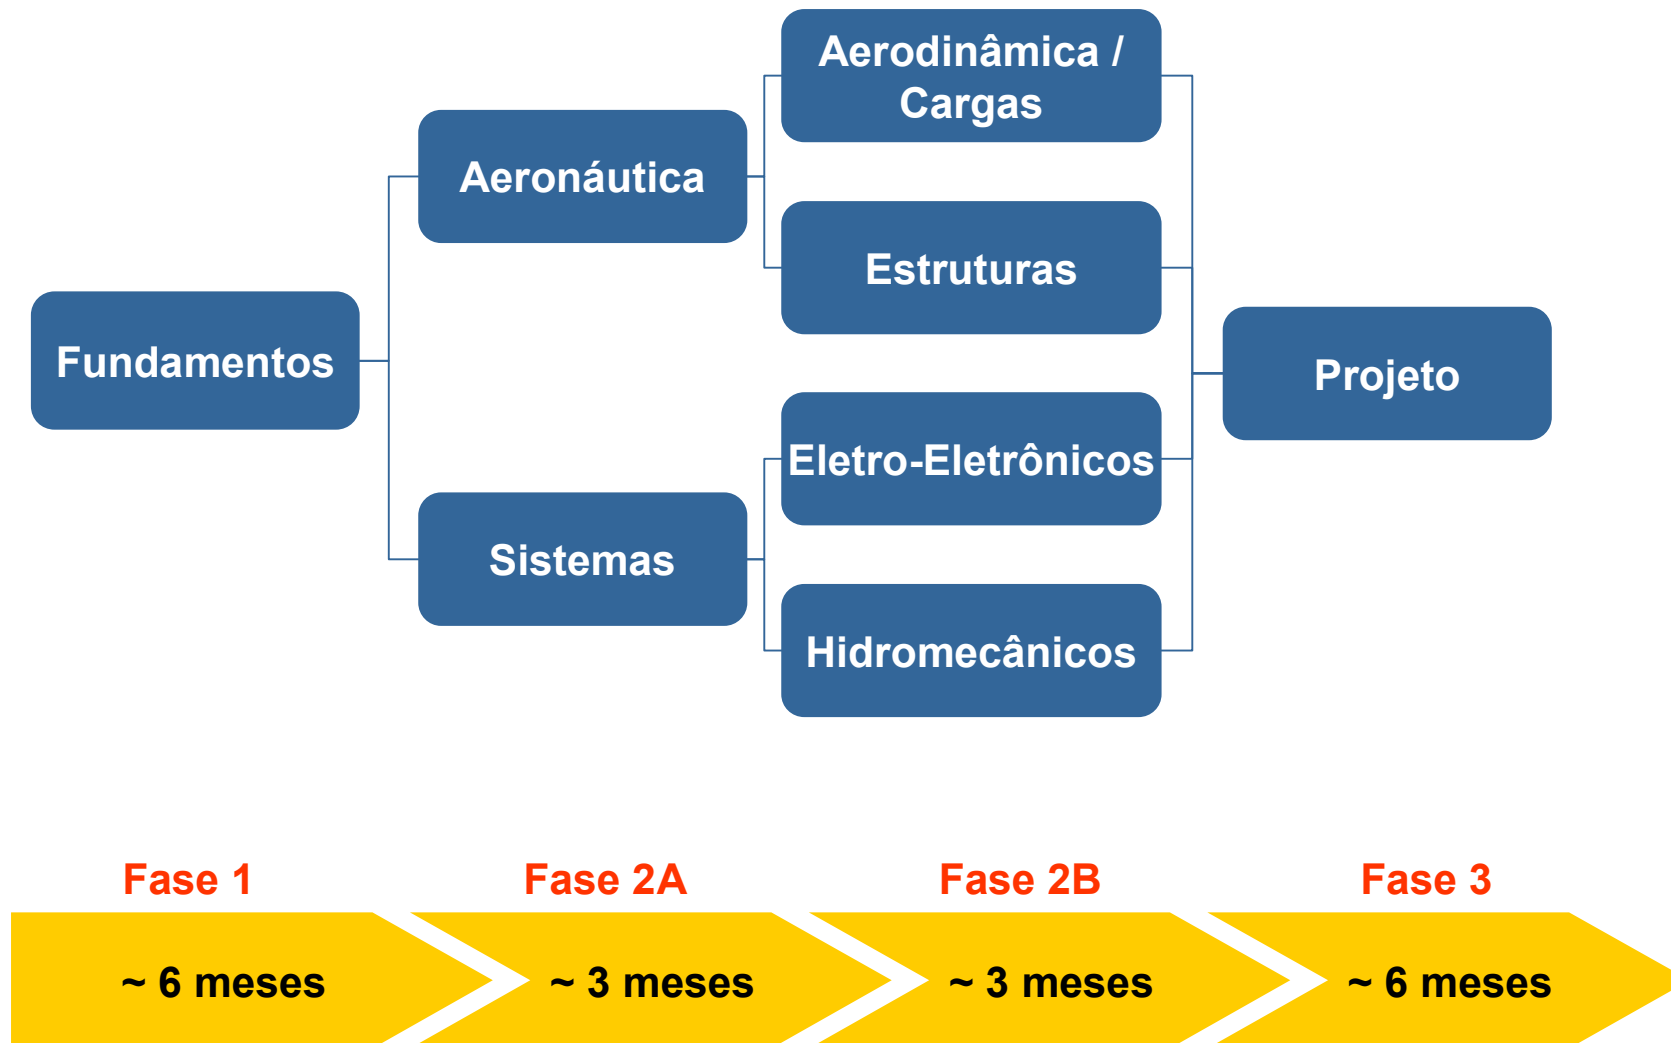 Aerodinâmica /
Cargas
Aeronáutica
Estruturas
Fundamentos
Projeto
Eletro-Eletrônicos
Sistemas
Hidromecânicos
Fase 1
Fase 2A
Fase 2B
Fase 3
~ 6 meses
~ 3 meses
~ 3 meses
~ 6 meses